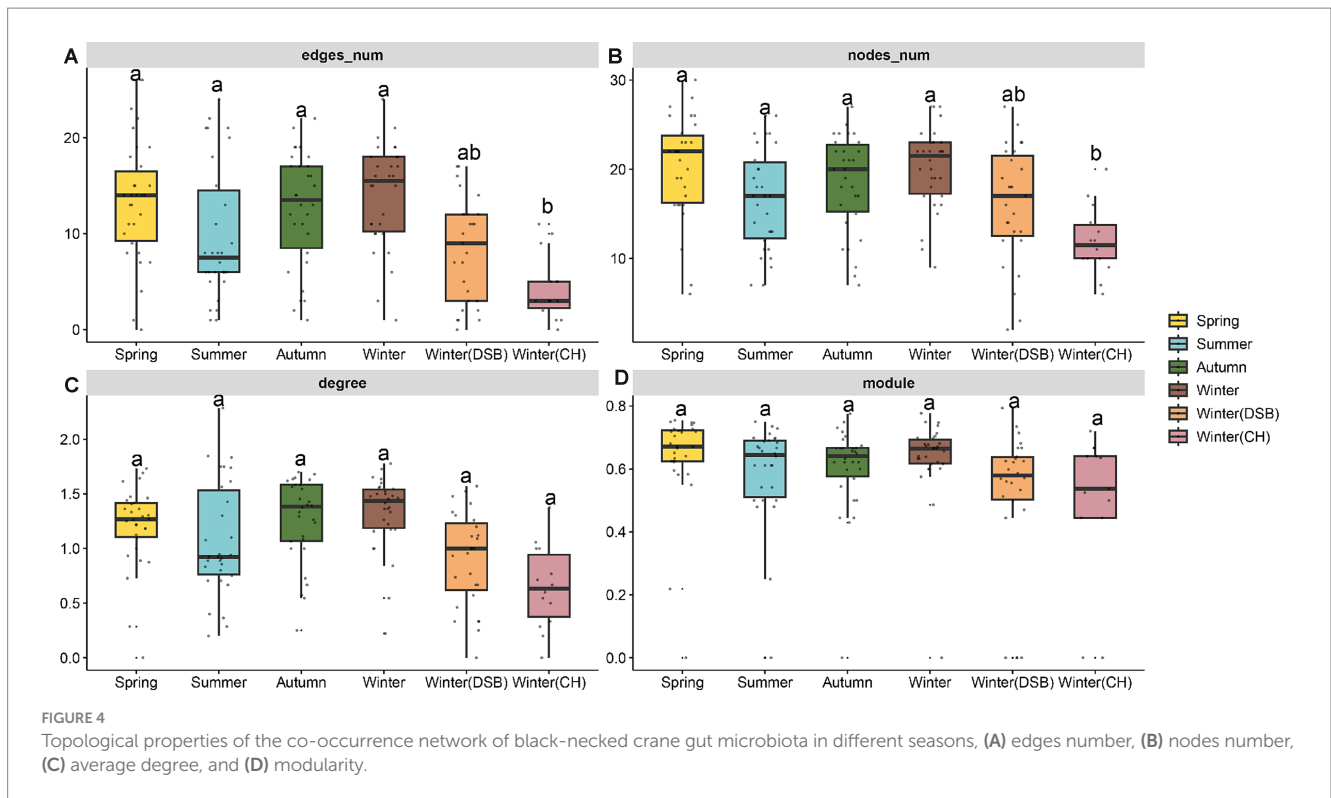 A
edges_num
a
a
a
a
ab
b
20
10
0
Spring
Summer
Autumn
Winter
Winter(DSB)
Winter(CH)
B
nodes_num
a
a
a
a
ab
b
30
20
10
Spring
Summer
Autumn
Winter
Winter(DSB)
Winter(CH)
C
degree
a
a
a
a
a
a
2.0
1.5
1.0
0.5
0.0
Spring
Summer
Autumn
Winter
Winter(DSB)
Winter(CH)
D
module
a
a
a
a
a
a
0.8
0.6
0.4
0.2
0.0
Spring
Summer
Autumn
Winter
Winter(DSB)
Winter(CH)
Spring
Summer
Autumn
Winter
Winter(DSB)
Winter(CH)
FIGURE 4
Topological properties of the co-occurrence network of black-necked crane gut microbiota in different seasons, (A) edges number, (B) nodes number,
(C) average degree, and (D) modularity.